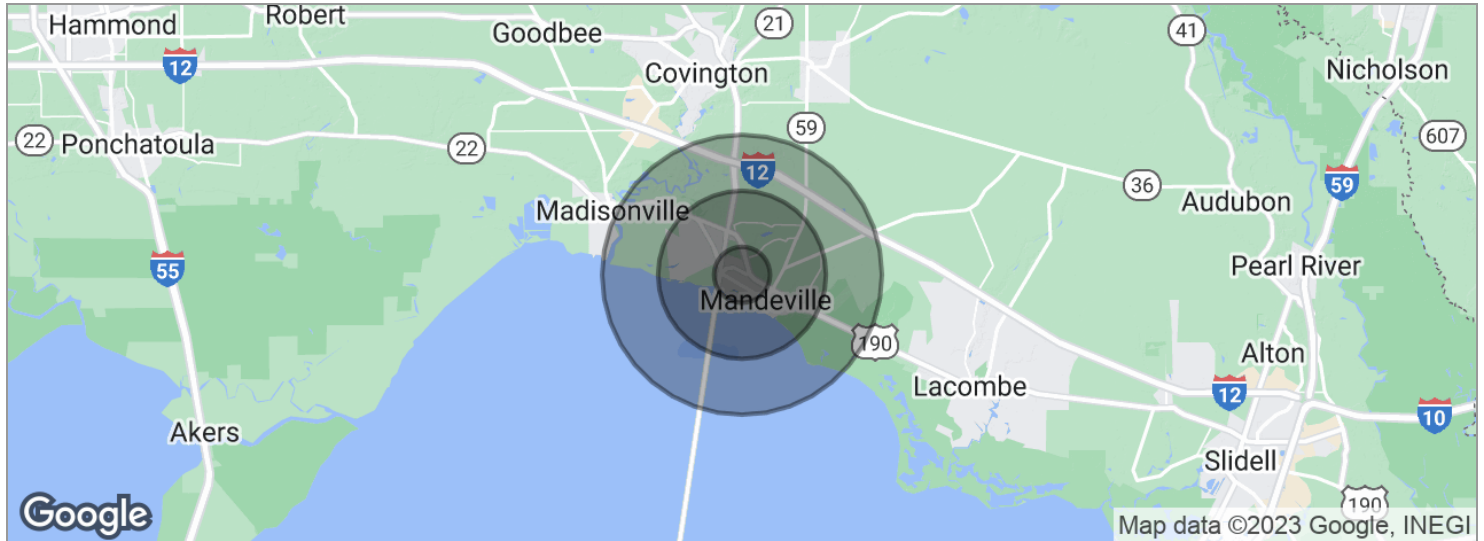 Hammond
Robert
Goodbee
21
41
12
Covington
Nicholson
22
Ponchatoula
22
59
607
12
36
59
Madisonville
Audubon
55
Pearl River
Mandeville
190
Alton
Lacombe
12
10
Akers
Slidell
190
Google
Map data ©2023 Google, INEGI